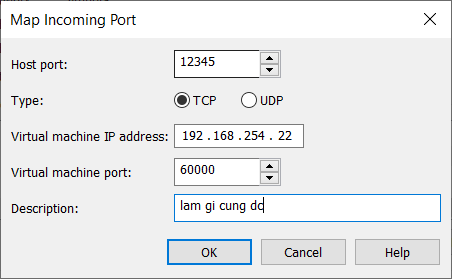 Map Incoming Port
Host port: 12345
Type: TCP UDP
Virtual machine IP address: 192 . 168 . 254 . 22
Virtual machine port: 60000
Description: lam gi cung dc
OK Cancel Help